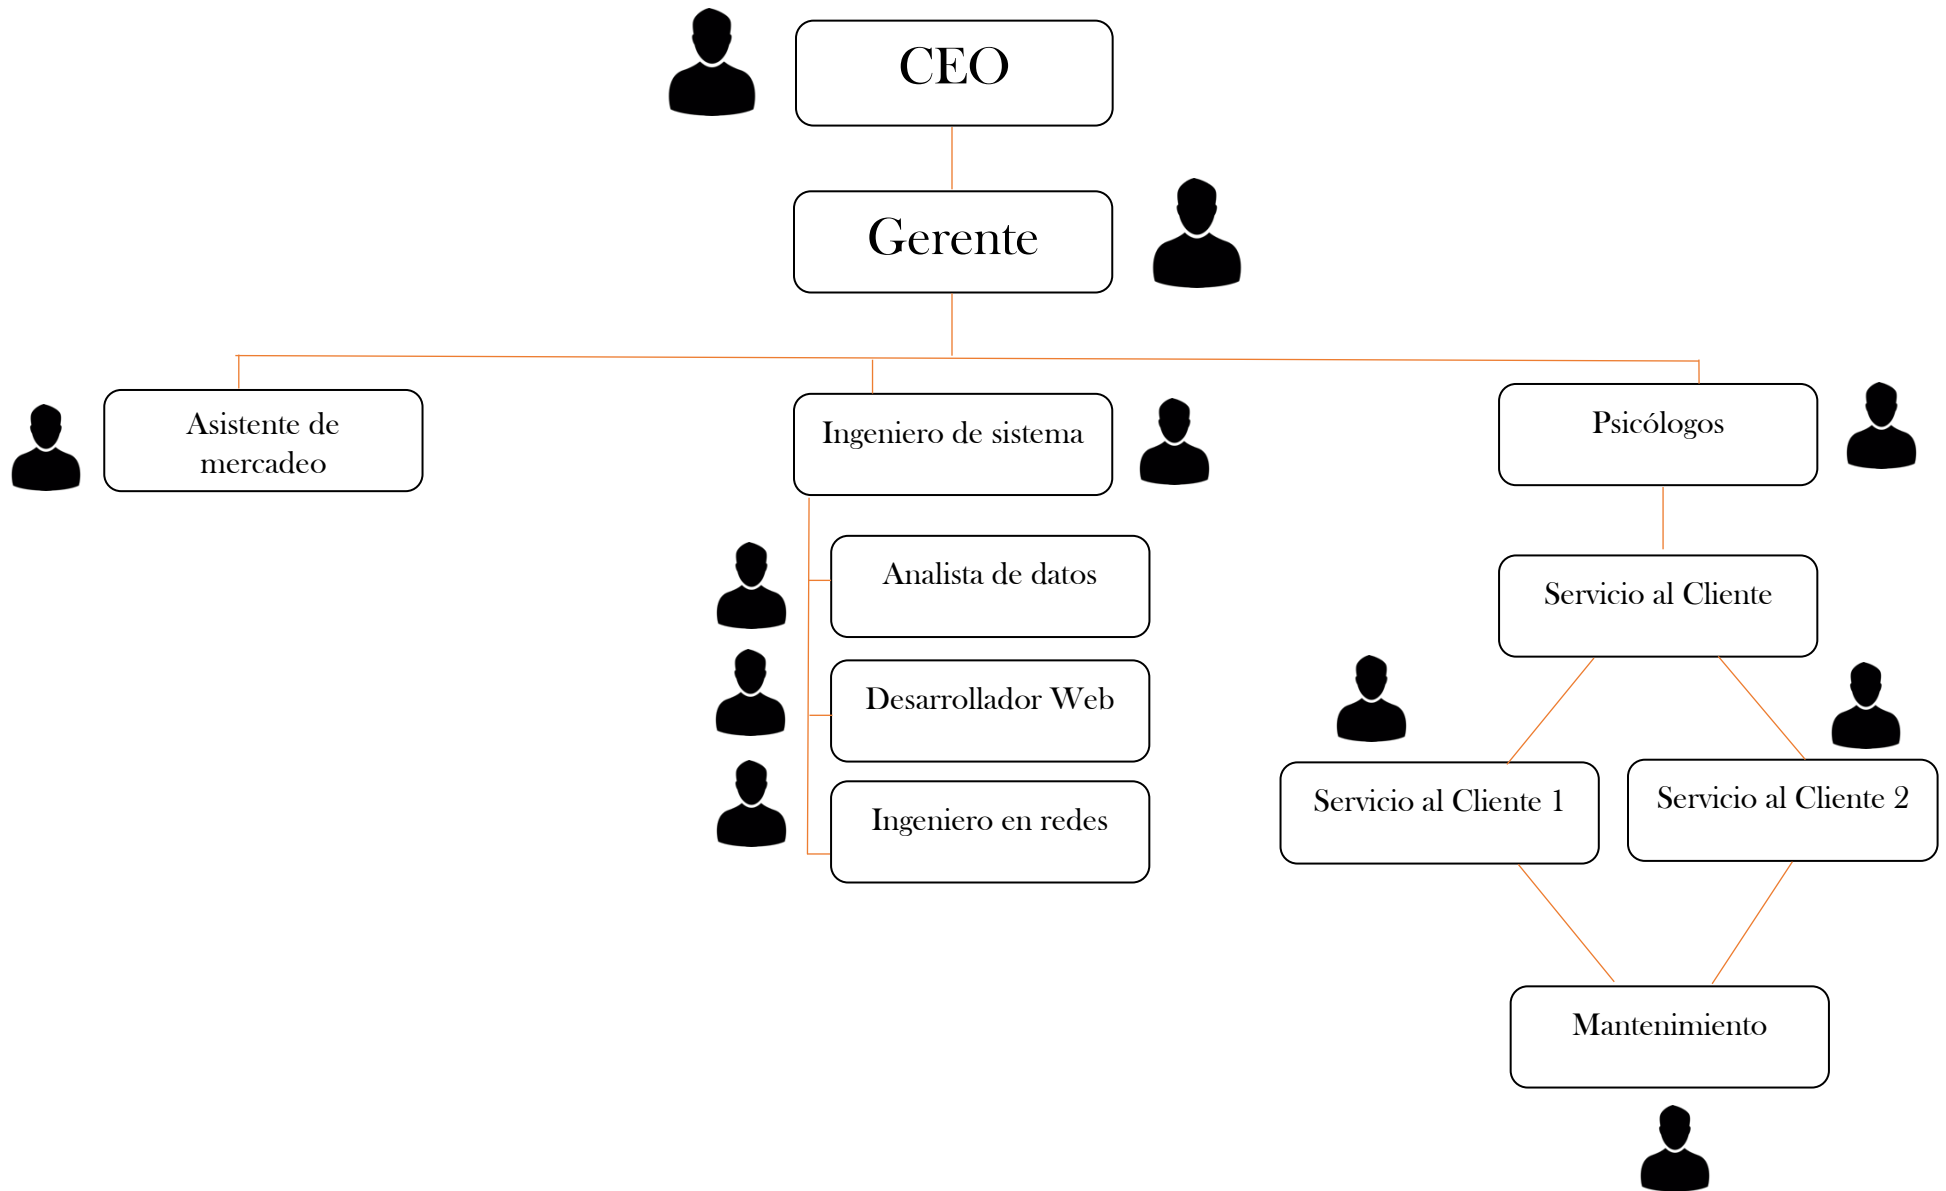 CEO
Gerente
Asistente de
mercadeo
Ingeniero de sistema
Psicólogos
Analista de datos
Servicio al Cliente
Desarrollador Web
Servicio al Cliente 1
Servicio al Cliente 2
Ingeniero en redes
Mantenimiento